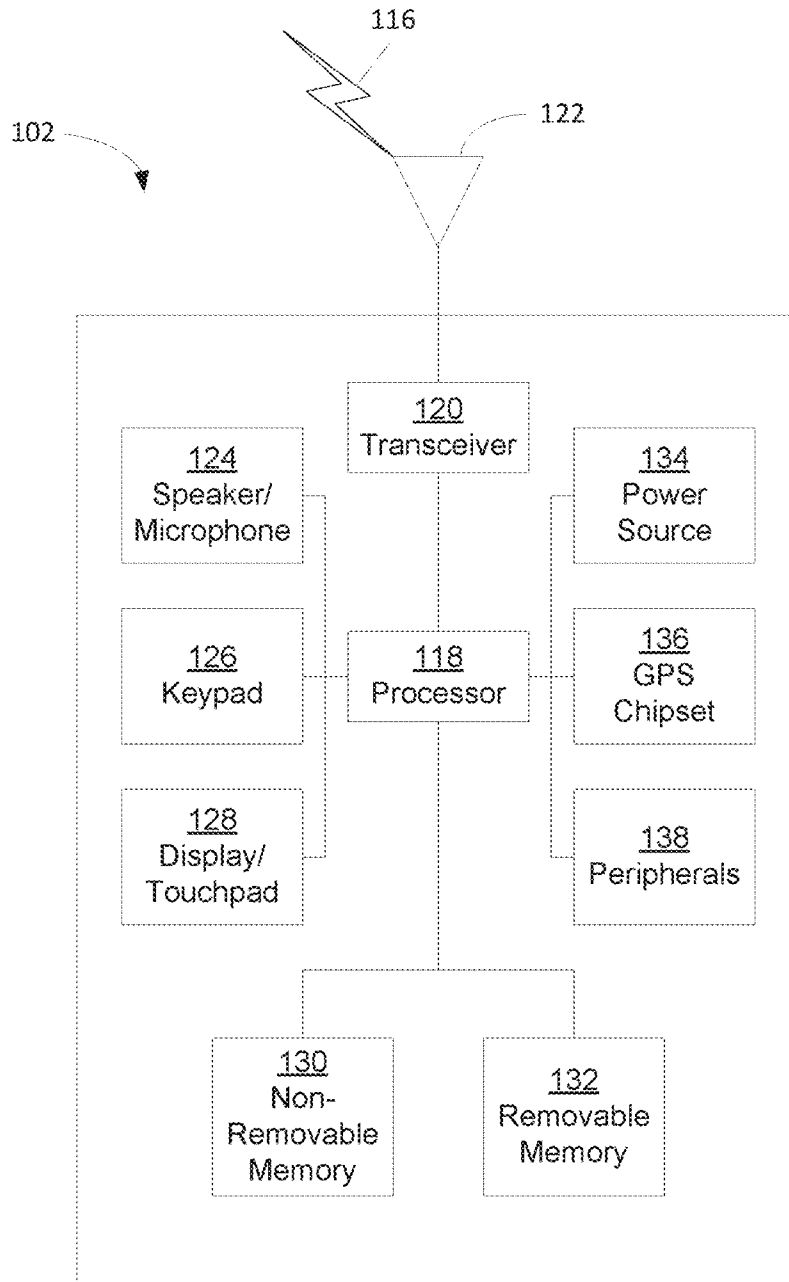 116
122
102
120
Transceiver
124
Speaker/
Microphone
134
Power
Source
126
Keypad
118
Processor
136
GPS
Chipset
128
Display/
Touchpad
138
Peripherals
130
Non-
Removable
Memory
132
Removable
Memory